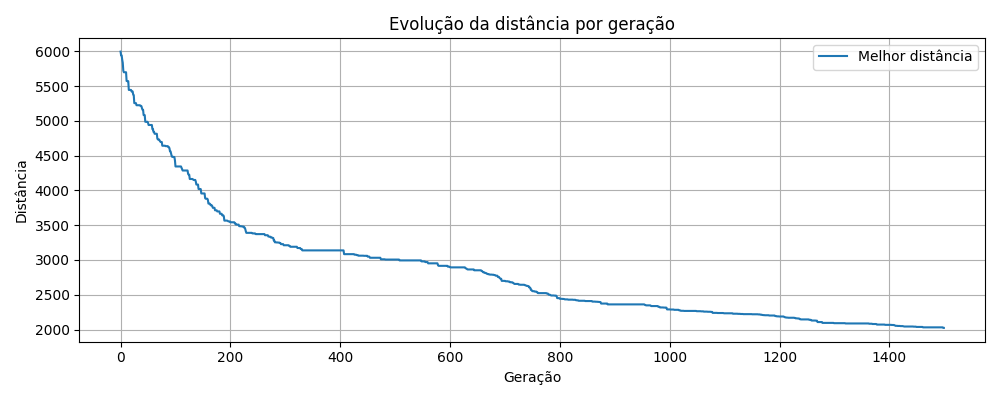 Evolução da distância por geração
Melhor distância
Distância
6000
5500
5000
4500
4000
3500
3000
2500
2000
0 200 400 600 800 1000 1200 1400
Geração